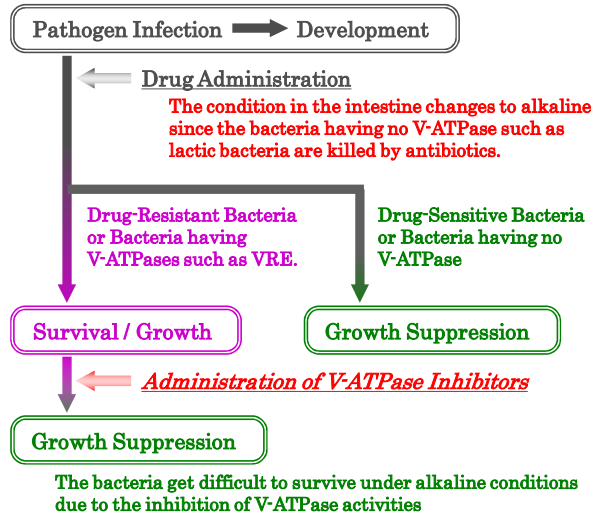 Pathogen Infection Development
Drug Administration
The condition in the intestine changes to alkaline
since the bacteria having no V-ATPase such as
lactic bacteria are killed by antibiotics.
Drug-Resistant Bacteria
or Bacteria having
V-ATPases such as VRE.
Drug-Sensitive Bacteria
or Bacteria having no
V-ATPase
Survival / Growth
Growth Suppression
Administration of V-ATPase Inhibitors
Growth Suppression
The bacteria get difficult to survive under alkaline conditions
due to the inhibition of V-ATPase activities